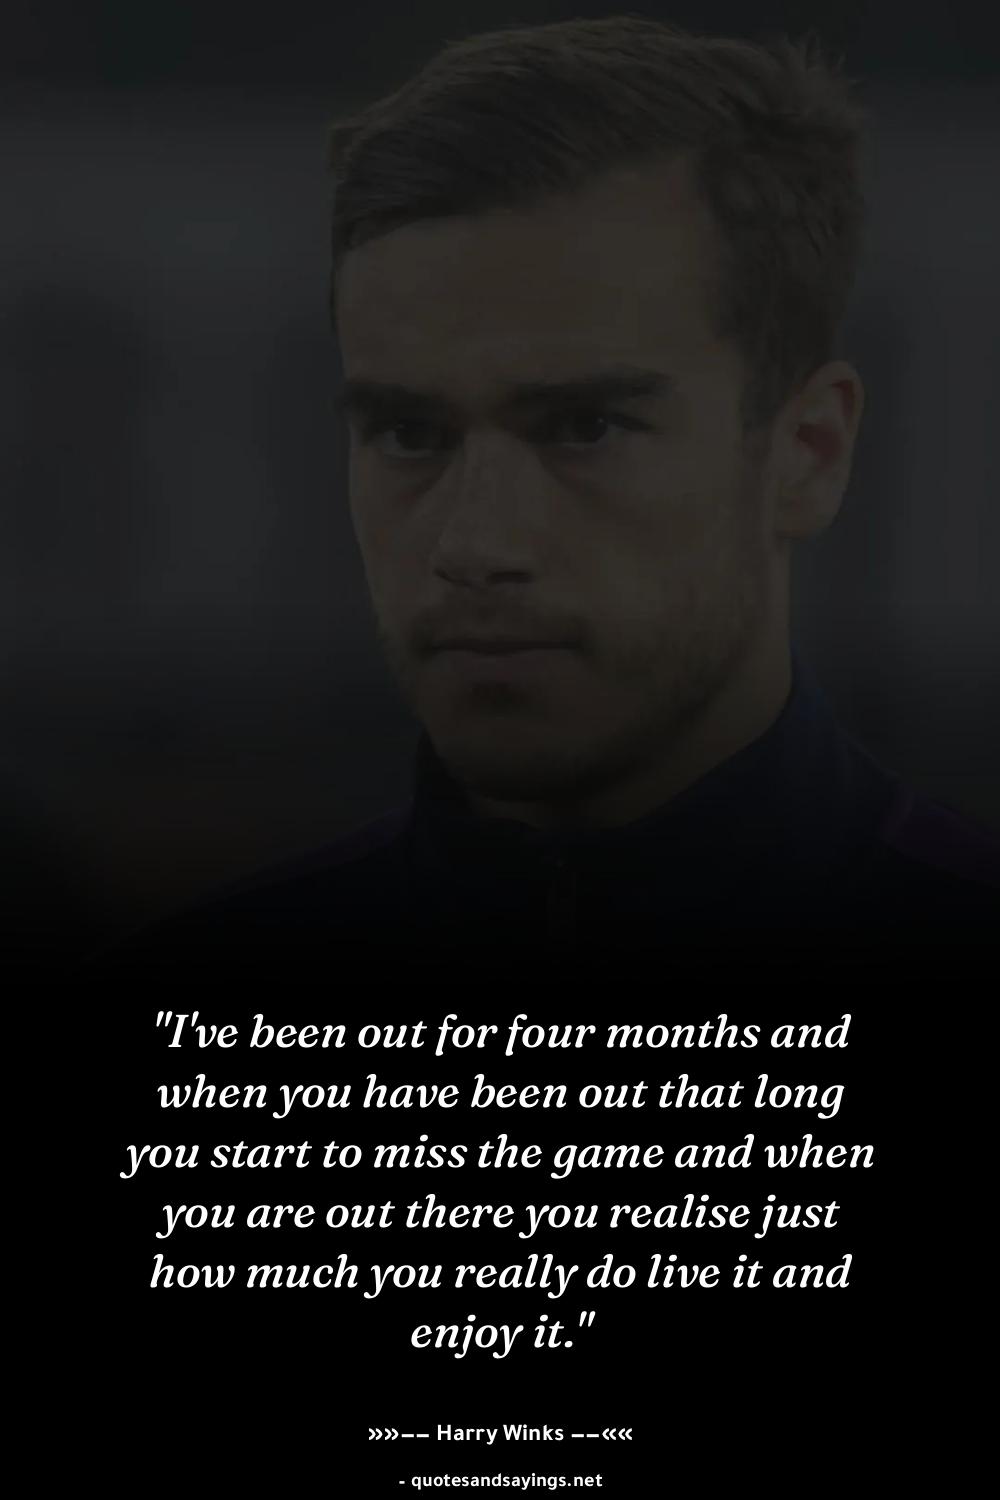 "I've been out for four months and
when you have been out that long
you start to miss the game and when
you are out there you realise just
how much you really do live it and
enjoy it."
»»−− Harry Winks −−««
- quotesandsayings.net